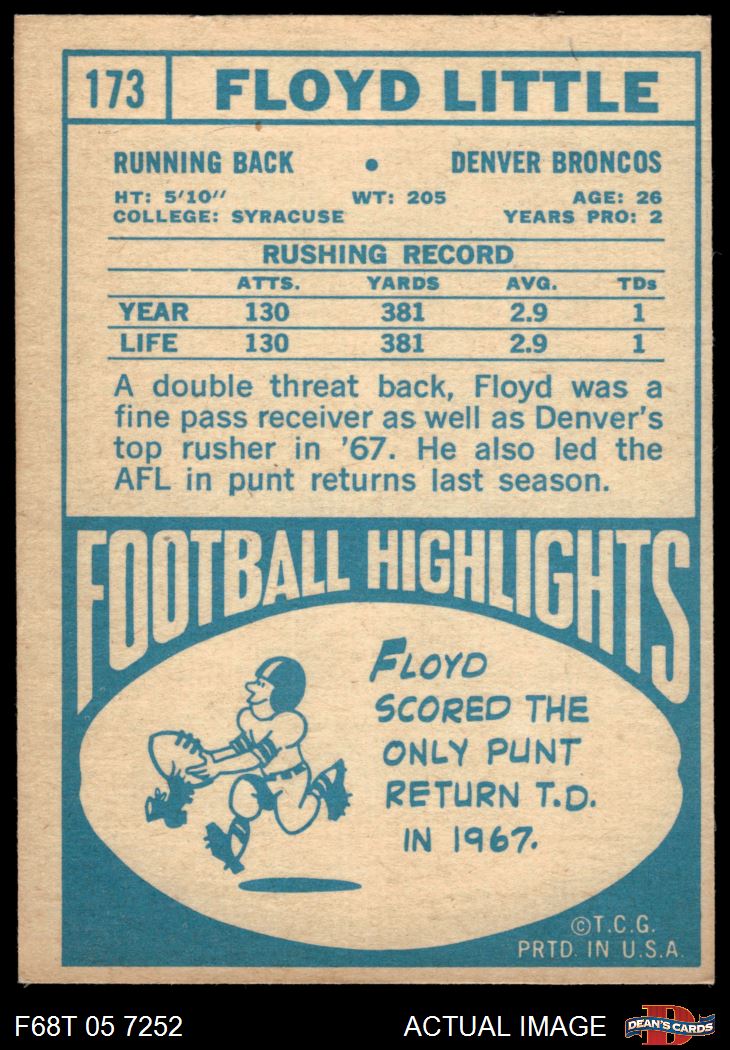 173 FLOYD LITTLE
RUNNING BACK • DENVER BRONCOS
HT: 5'10" WT: 205 AGE: 26
COLLEGE: SYRACUSE YEARS PRO: 2
RUSHING RECORD
ATTS. YARDS AVG. TDs
YEAR 130 381 2.9 1
LIFE 130 381 2.9 1
A double threat back, Floyd was a
fine pass receiver as well as Denver's
top rusher in '67. He also led the
AFL in punt returns last season.
FOOTBALL HIGHLIGHTS
FLOYD
SCORED THE
ONLY PUNT
RETURN T.D.
IN 1967.
©T.C.G.
PRTD. IN U.S.A.
F68T 05 7252 ACTUAL IMAGE D DEAN'S CARDS